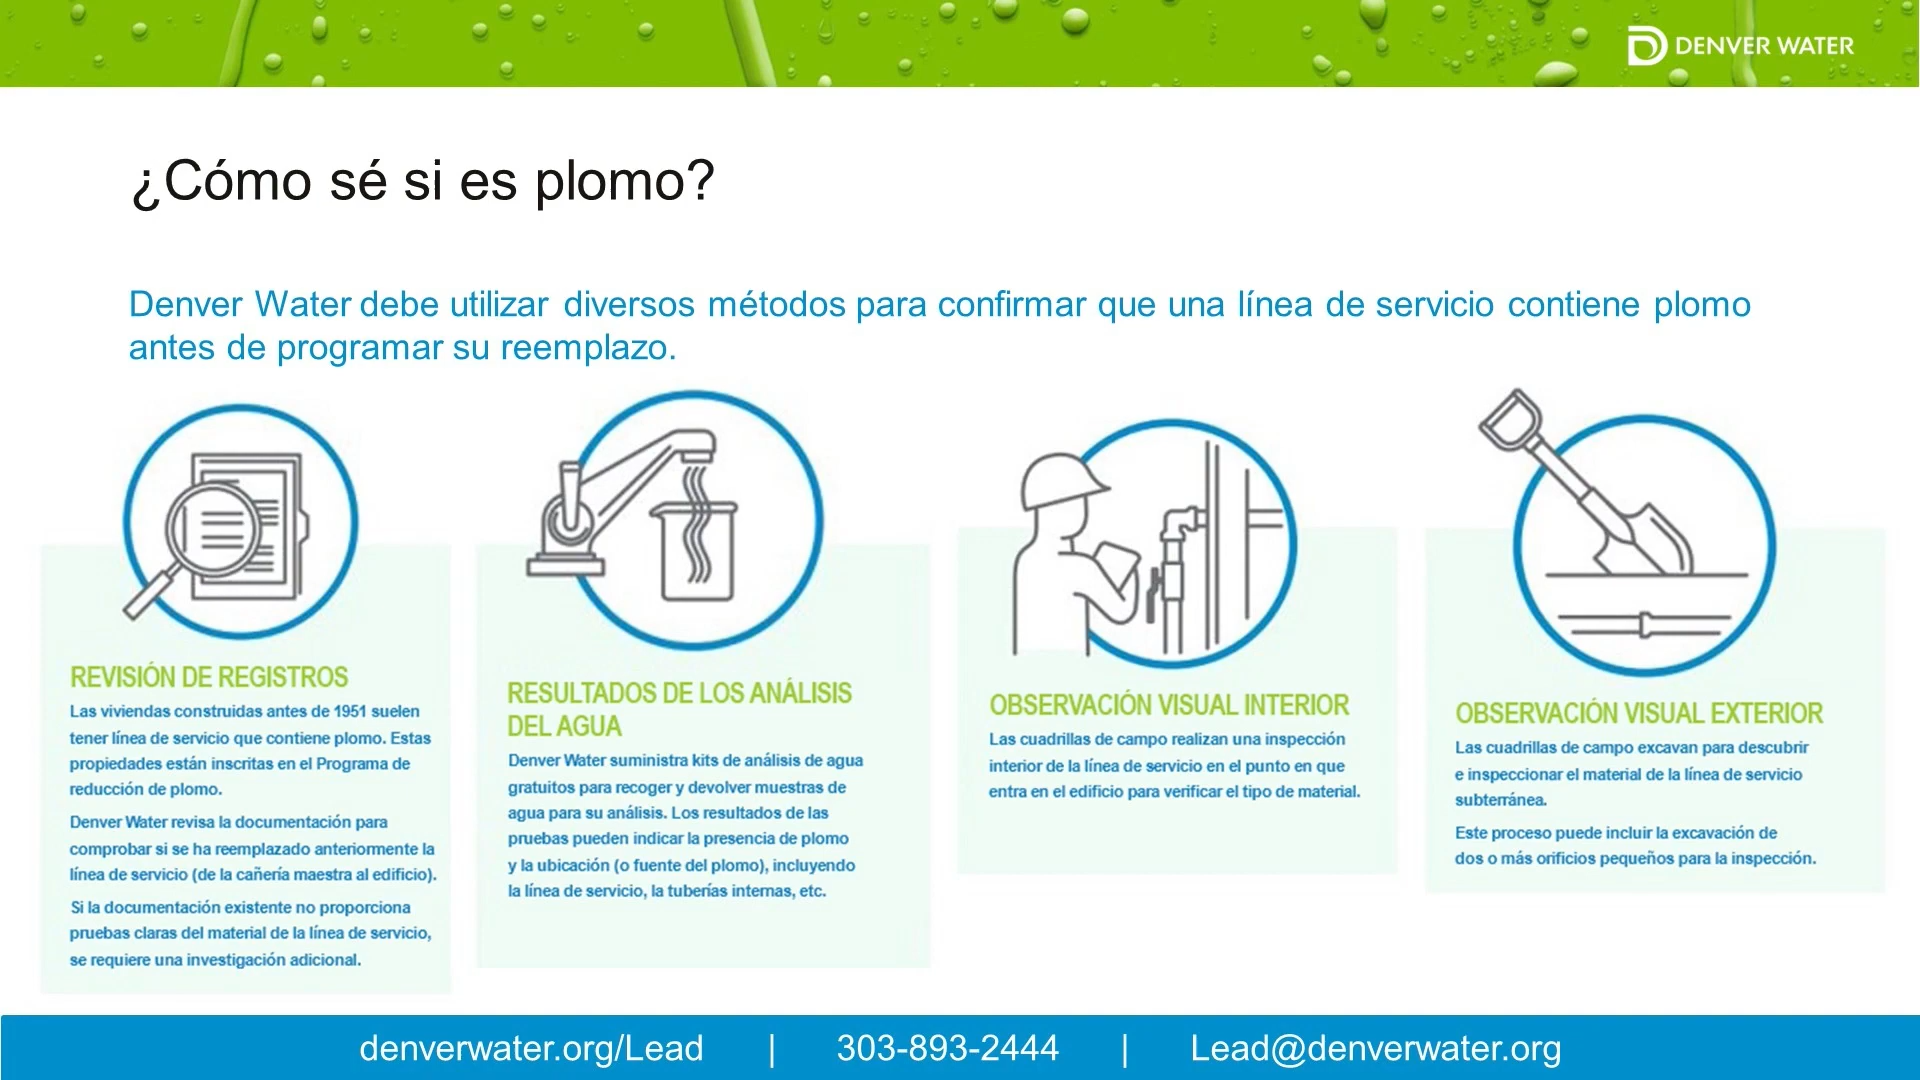 DENVER WATER
¿Cómo sé si es plomo?
Denver Water debe utilizar diversos métodos para confirmar que una línea de servicio contiene plomo
antes de programar su reemplazo.
REVISIÓN DE REGISTROS
Las viviendas construidas antes de 1951 suelen
tener línea de servicio que contiene plomo. Estas
propiedades están inscritas en el Programa de
reducción de plomo.
Denver Water revisa la documentación para
comprobar si se ha reemplazado anteriormente la
línea de servicio (de la cañería maestra al edificio).
Si la documentación existente no proporciona
pruebas claras del material de la línea de servicio,
se requiere una investigación adicional.
RESULTADOS DE LOS ANÁLISIS
DEL AGUA
Denver Water suministra kits de análisis de agua
gratuitos para recoger y devolver muestras de
agua para su análisis. Los resultados de las
pruebas pueden indicar la presencia de plomo
y la ubicación (o fuente del plomo), incluyendo
la línea de servicio, la tuberías internas, etc.
OBSERVACIÓN VISUAL INTERIOR
Las cuadrillas de campo realizan una inspección
interior de la línea de servicio en el punto en que
entra en el edificio para verificar el tipo de material.
OBSERVACIÓN VISUAL EXTERIOR
Las cuadrillas de campo excavan para descubrir
e inspeccionar el material de la línea de servicio
subterránea.
Este proceso puede incluir la excavación de
dos o más orificios pequeños para la inspección.
denverwater.org/Lead | 303-893-2444 | Lead@denverwater.org